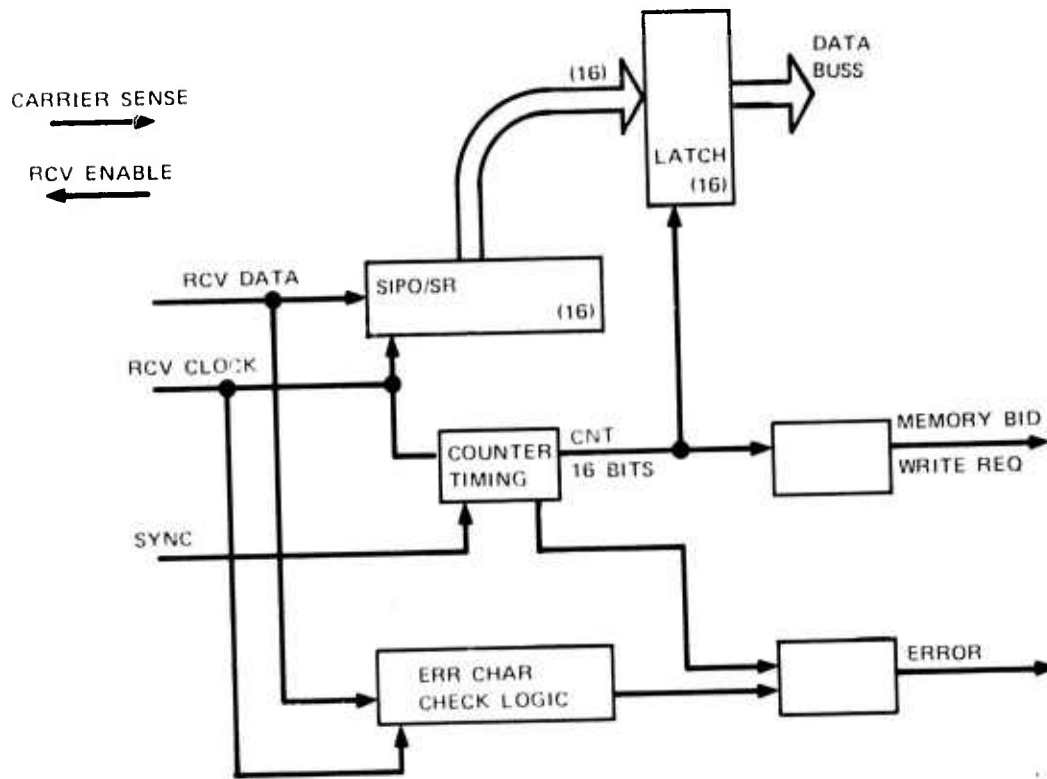 DATA
BUSS
(16)
CARRIER SENSE
LATCH
(16)
RCV ENABLE
RCV DATA
SIPO/SR
(16)
RCV CLOCK
COUNTER
TIMING
CNT
16 BITS
MEMORY BID
WRITE REQ
SYNC
ERR CHAR
CHECK LOGIC
ERROR